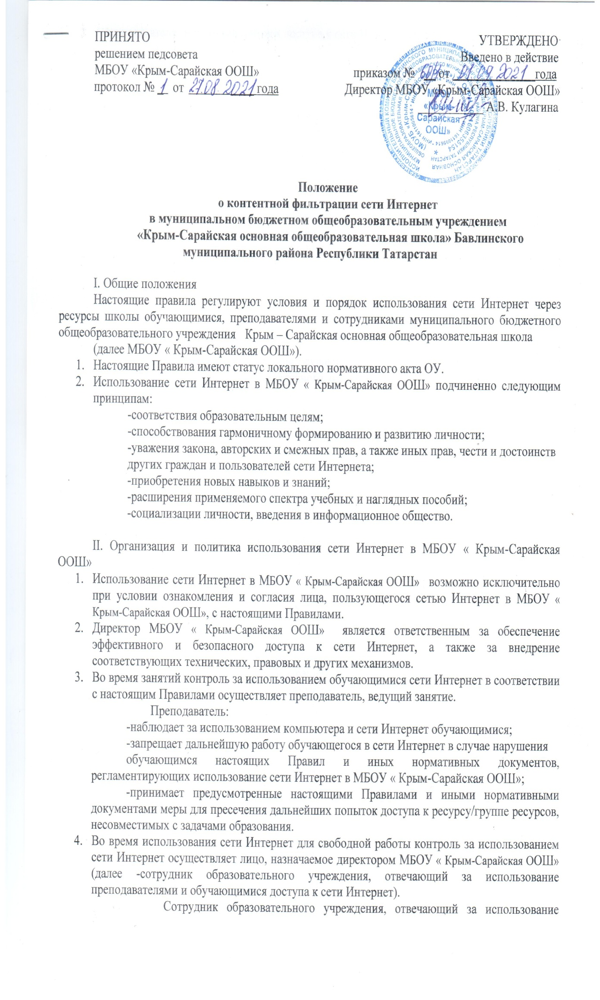 ПРИНЯТО
решением педсовета
МБОУ «Крым-Сарайская ООШ»
протокол № 1 от 27.08.2021 года
УТВЕРЖДЕНО
Введено в действие
приказом № от 01.09.2021 года
Директор МБОУ «Крым-Сарайская ООШ»
А.В. Кулагина
МБОУ
«Крым-
Сарайская
ООШ»
Положение
о контентной фильтрации сети Интернет
в муниципальном бюджетном общеобразовательным учреждением
«Крым-Сарайская основная общеобразовательная школа» Бавлинского
муниципального района Республики Татарстан
I. Общие положения
Настоящие правила регулируют условия и порядок использования сети Интернет через
ресурсы школы обучающимися, преподавателями и сотрудниками муниципального бюджетного
общеобразовательного учреждения Крым – Сарайская основная общеобразовательная школа
(далее МБОУ « Крым-Сарайская ООШ»).
1. Настоящие Правила имеют статус локального нормативного акта ОУ.
2. Использование сети Интернет в МБОУ « Крым-Сарайская ООШ» подчиненно следующим
принципам:
-соответствия образовательным целям;
-способствования гармоничному формированию и развитию личности;
-уважения закона, авторских и смежных прав, а также иных прав, чести и достоинств
других граждан и пользователей сети Интернета;
-приобретения новых навыков и знаний;
-расширения применяемого спектра учебных и наглядных пособий;
-социализации личности, введения в информационное общество.
II. Организация и политика использования сети Интернет в МБОУ « Крым-Сарайская
ООШ»
1. Использование сети Интернет в МБОУ « Крым-Сарайская ООШ» возможно исключительно
при условии ознакомления и согласия лица, пользующегося сетью Интернет в МБОУ «
Крым-Сарайская ООШ», с настоящими Правилами.
2. Директор МБОУ « Крым-Сарайская ООШ» является ответственным за обеспечение
эффективного и безопасного доступа к сети Интернет, а также за внедрение
соответствующих технических, правовых и других механизмов.
3. Во время занятий контроль за использованием обучающимися сети Интернет в соответствии
с настоящим Правилами осуществляет преподаватель, ведущий занятие.
Преподаватель:
-наблюдает за использованием компьютера и сети Интернет обучающимися;
-запрещает дальнейшую работу обучающегося в сети Интернет в случае нарушения
обучающимся настоящих Правил и иных нормативных документов,
регламентирующих использование сети Интернет в МБОУ « Крым-Сарайская ООШ»;
-принимает предусмотренные настоящими Правилами и иными нормативными
документами меры для пресечения дальнейших попыток доступа к ресурсу/группе ресурсов,
несовместимых с задачами образования.
4. Во время использования сети Интернет для свободной работы контроль за использованием
сети Интернет осуществляет лицо, назначаемое директором МБОУ « Крым-Сарайская ООШ»
(далее -сотрудник образовательного учреждения, отвечающий за использование
преподавателями и обучающимися доступа к сети Интернет).
Сотрудник образовательного учреждения, отвечающий за использование